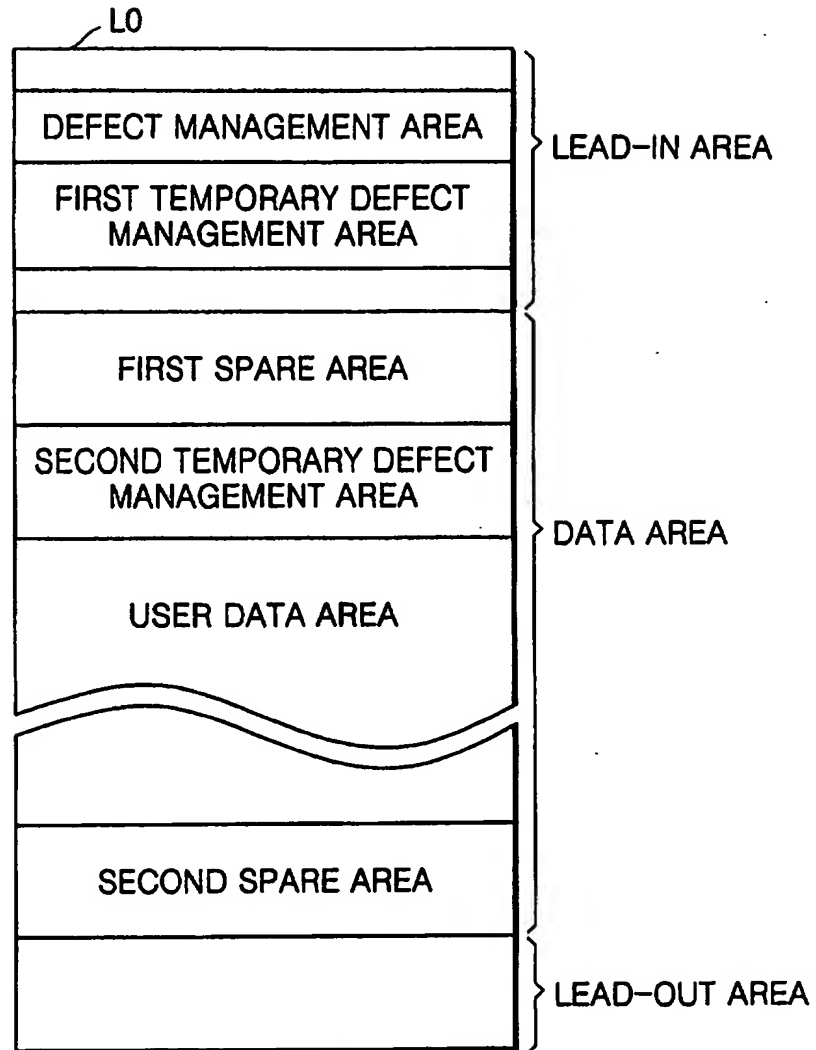 L0
DEFECT MANAGEMENT AREA
FIRST TEMPORARY DEFECT
MANAGEMENT AREA
LEAD-IN AREA
FIRST SPARE AREA
SECOND TEMPORARY DEFECT
MANAGEMENT AREA
DATA AREA
USER DATA AREA
SECOND SPARE AREA
LEAD-OUT AREA